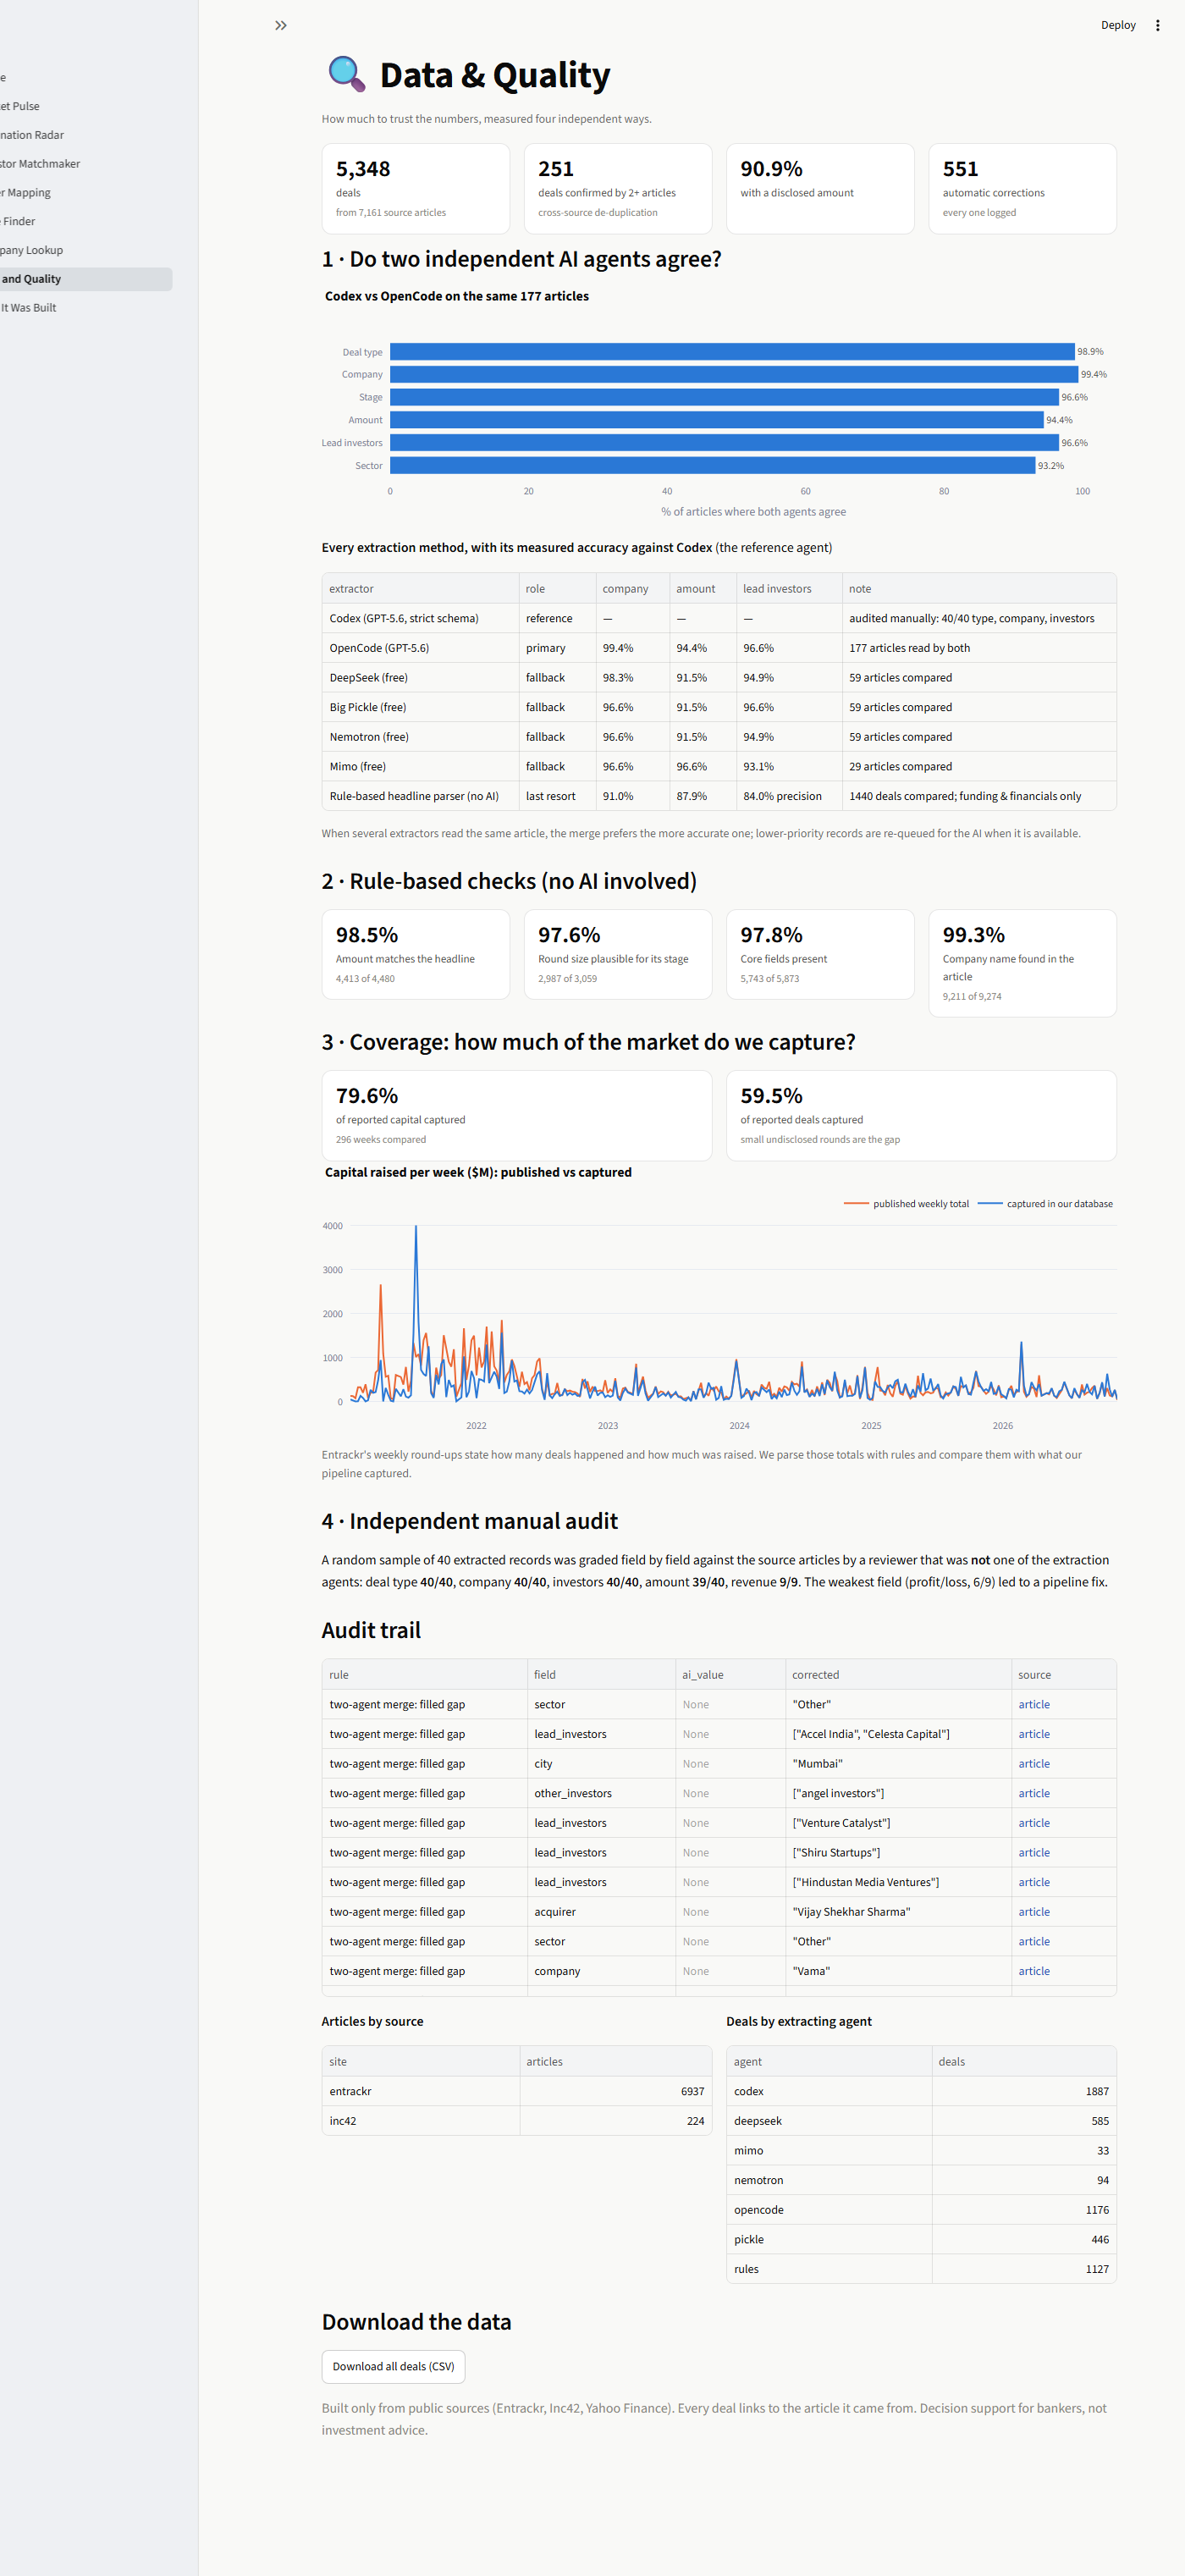 Deploy
e
et Pulse
nation Radar
stor Matchmaker
r Mapping
Finder
pany Lookup
and Quality
It Was Built
Data & Quality
How much to trust the numbers, measured four independent ways.
5,348
deals
from 7,161 source articles
251
deals confirmed by 2+ articles
cross-source de-duplication
90.9%
with a disclosed amount
551
automatic corrections
every one logged
1 · Do two independent AI agents agree?
Codex vs OpenCode on the same 177 articles
Deal type 98.9%
Company 99.4%
Stage 96.6%
Amount 94.4%
Lead investors 96.6%
Sector 93.2%
0 20 40 60 80 100
% of articles where both agents agree
Every extraction method, with its measured accuracy against Codex (the reference agent)
extractor role company amount lead investors note
Codex (GPT-5.6, strict schema) reference — — — audited manually: 40/40 type, company, investors
OpenCode (GPT-5.6) primary 99.4% 94.4% 96.6% 177 articles read by both
DeepSeek (free) fallback 98.3% 91.5% 94.9% 59 articles compared
Big Pickle (free) fallback 96.6% 91.5% 96.6% 59 articles compared
Nemotron (free) fallback 96.6% 91.5% 94.9% 59 articles compared
Mimo (free) fallback 96.6% 96.6% 93.1% 29 articles compared
Rule-based headline parser (no AI) last resort 91.0% 87.9% 84.0% precision 1440 deals compared; funding & financials only
When several extractors read the same article, the merge prefers the more accurate one; lower-priority records are re-queued for the AI when it is available.
2 · Rule-based checks (no AI involved)
98.5%
Amount matches the headline
4,413 of 4,480
97.6%
Round size plausible for its stage
2,987 of 3,059
97.8%
Core fields present
5,743 of 5,873
99.3%
Company name found in the
article
9,211 of 9,274
3 · Coverage: how much of the market do we capture?
79.6%
of reported capital captured
296 weeks compared
59.5%
of reported deals captured
small undisclosed rounds are the gap
Capital raised per week ($M): published vs captured
published weekly total captured in our database
4000
3000
2000
1000
0
2022 2023 2024 2025 2026
Entrackr's weekly round-ups state how many deals happened and how much was raised. We parse those totals with rules and compare them with what our
pipeline captured.
4 · Independent manual audit
A random sample of 40 extracted records was graded field by field against the source articles by a reviewer that was not one of the extraction
agents: deal type 40/40, company 40/40, investors 40/40, amount 39/40, revenue 9/9. The weakest field (profit/loss, 6/9) led to a pipeline fix.
Audit trail
rule field ai_value corrected source
two-agent merge: filled gap sector None "Other" article
two-agent merge: filled gap lead_investors None ["Accel India", "Celesta Capital"] article
two-agent merge: filled gap city None "Mumbai" article
two-agent merge: filled gap other_investors None ["angel investors"] article
two-agent merge: filled gap lead_investors None ["Venture Catalyst"] article
two-agent merge: filled gap lead_investors None ["Shiru Startups"] article
two-agent merge: filled gap lead_investors None ["Hindustan Media Ventures"] article
two-agent merge: filled gap acquirer None "Vijay Shekhar Sharma" article
two-agent merge: filled gap sector None "Other" article
two-agent merge: filled gap company None "Vama" article
Articles by source
site articles
entrackr 6937
inc42 224
Deals by extracting agent
agent deals
codex 1887
deepseek 585
mimo 33
nemotron 94
opencode 1176
pickle 446
rules 1127
Download the data
Download all deals (CSV)
Built only from public sources (Entrackr, Inc42, Yahoo Finance). Every deal links to the article it came from. Decision support for bankers, not
investment advice.